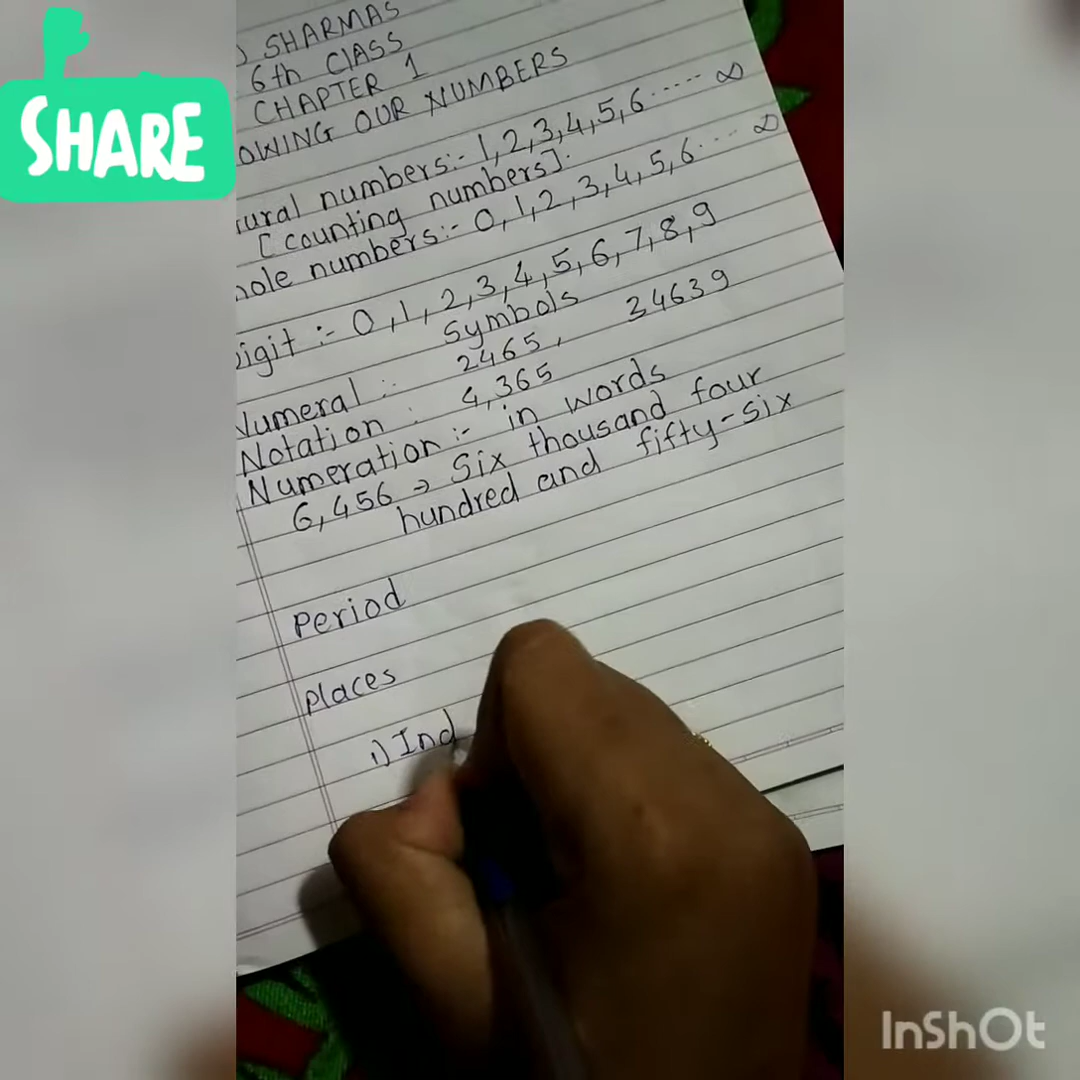 SHARE
) SHARMAS
6th CLASS
CHAPTER 1
OWING OUR NUMBERS
ural numbers:- 1,2,3,4,5,6...... ∞
[counting numbers].
hole numbers:- 0,1,2,3,4,5,6... ∞
igit :- 0,1,2,3,4,5,6,7,8,9
Symbols
Numeral :- 2465, 34639
Notation : 4,365
Numeration :- in words
6,456 → Six thousand four
hundred and fifty-six
Period
places
1) Ind
InShOt